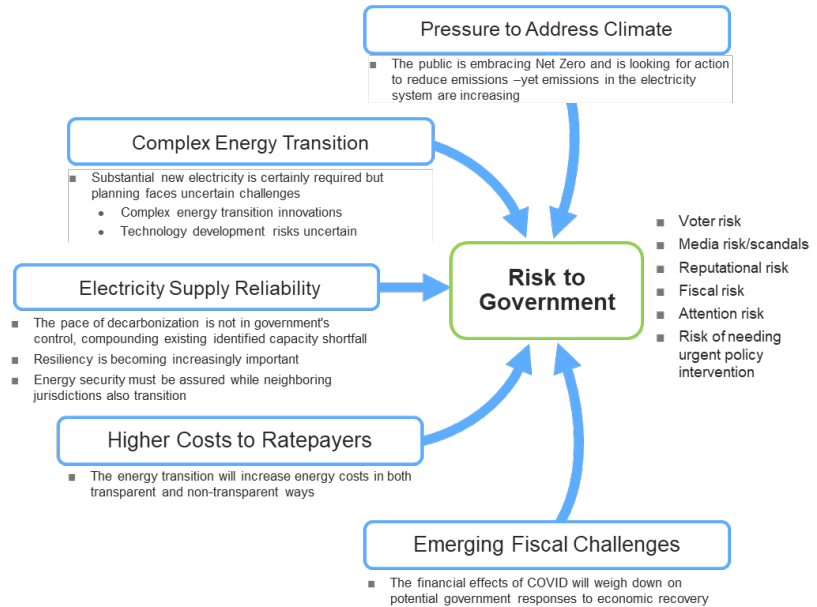 Pressure to Address Climate
■ The public is embracing Net Zero and is looking for action
to reduce emissions –yet emissions in the electricity
system are increasing
Complex Energy Transition
■ Substantial new electricity is certainly required but
planning faces uncertain challenges
• Complex energy transition innovations
• Technology development risks uncertain
Electricity Supply Reliability
■ The pace of decarbonization is not in government's
control, compounding existing identified capacity shortfall
■ Resiliency is becoming increasingly important
■ Energy security must be assured while neighboring
jurisdictions also transition
Risk to
Government
■ Voter risk
■ Media risk/scandals
■ Reputational risk
■ Fiscal risk
■ Attention risk
■ Risk of needing
urgent policy
intervention
Higher Costs to Ratepayers
■ The energy transition will increase energy costs in both
transparent and non-transparent ways
Emerging Fiscal Challenges
■ The financial effects of COVID will weigh down on
potential government responses to economic recovery